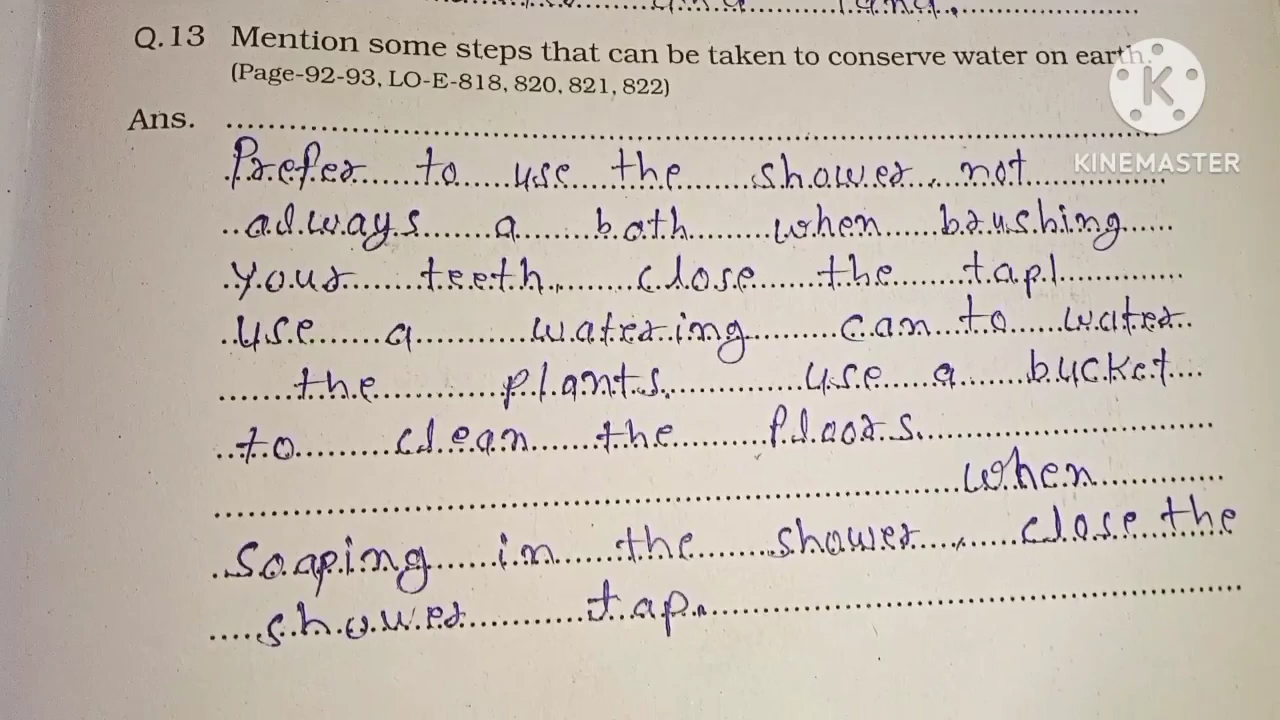 Q.13 Mention some steps that can be taken to conserve water on earth.
(Page-92-93, LO-E-818, 820, 821, 822)
KINEMASTER
Ans.
Prefer to use the shower, not
always a bath when brushing
your teeth, close the tap.
use a watering can to water
the plants. use a bucket
to clean the floors.
when
soaping in the shower, close the
shower tap.